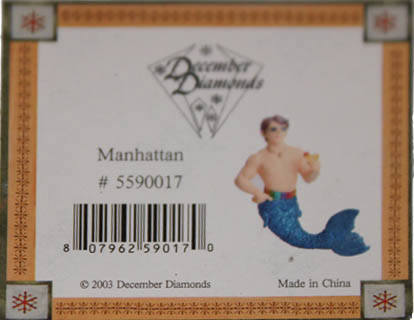 December
Diamonds
Manhattan
# 5590017
8 07962 59017 0
© 2003 December Diamonds
Made in China